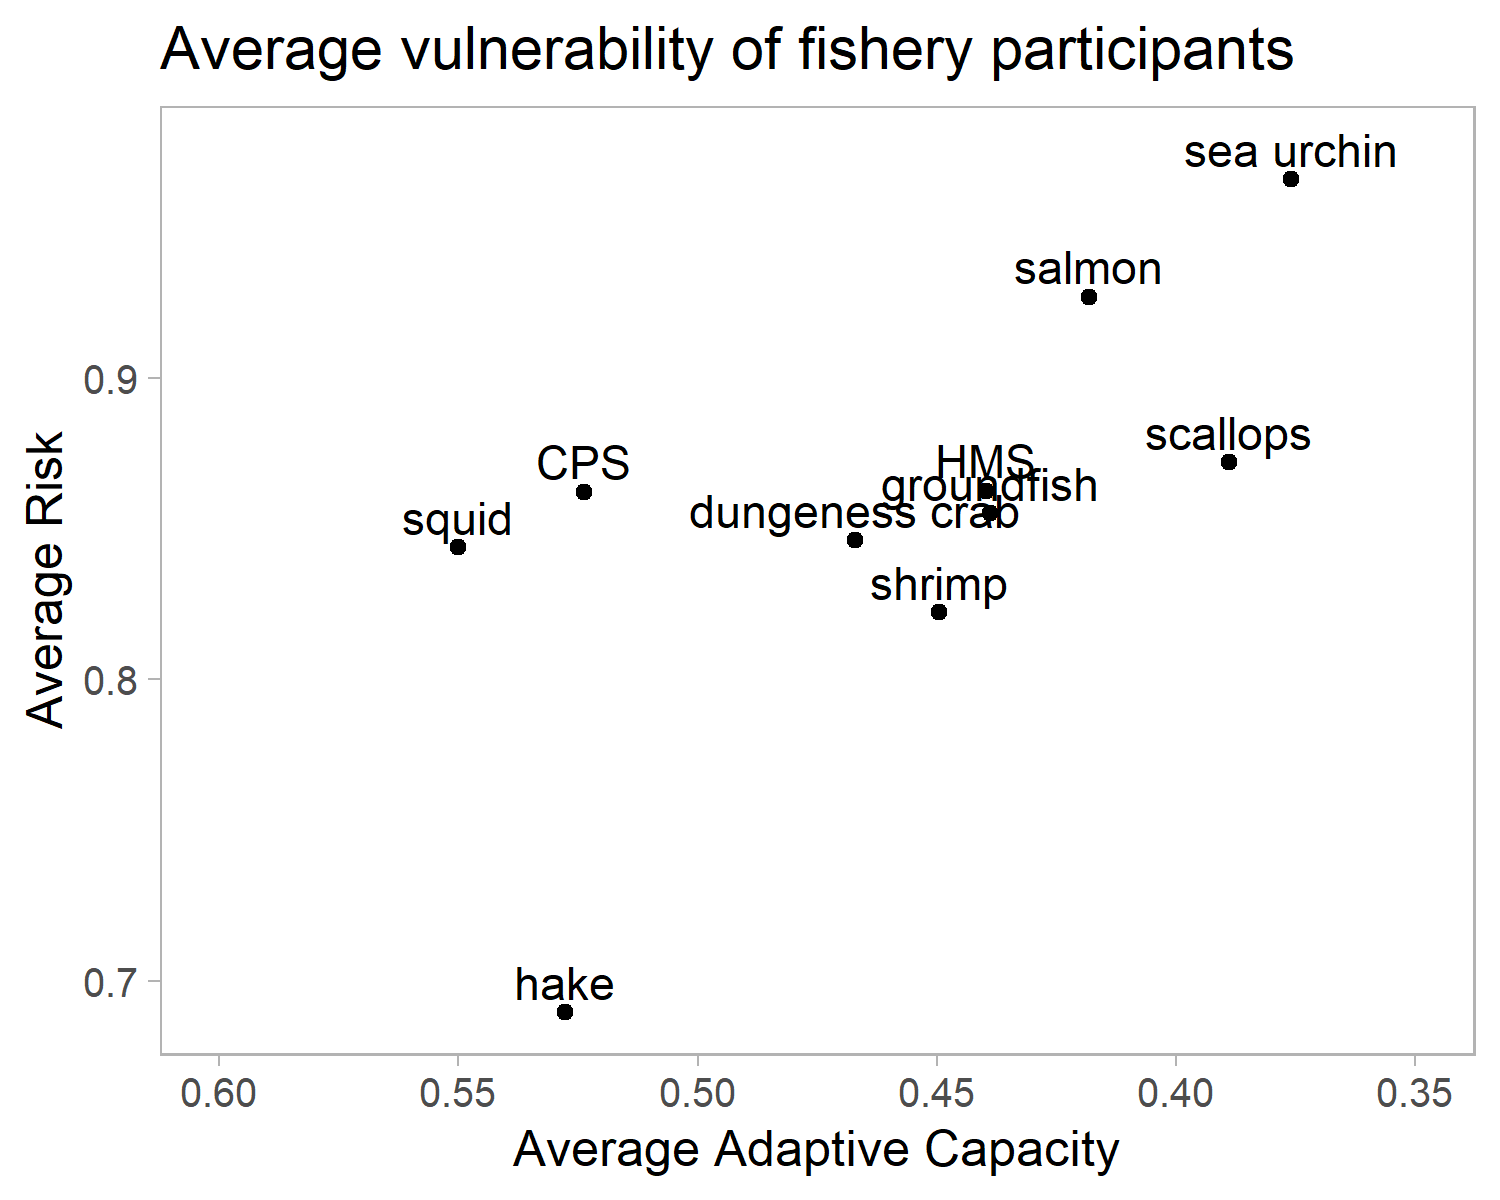 Average vulnerability of fishery participants
sea urchin
salmon
scallops
CPS
HMS
groundfish
squid
dungeness crab
shrimp
hake
Average Risk
0.9
0.8
0.7
0.60 0.55 0.50 0.45 0.40 0.35
Average Adaptive Capacity